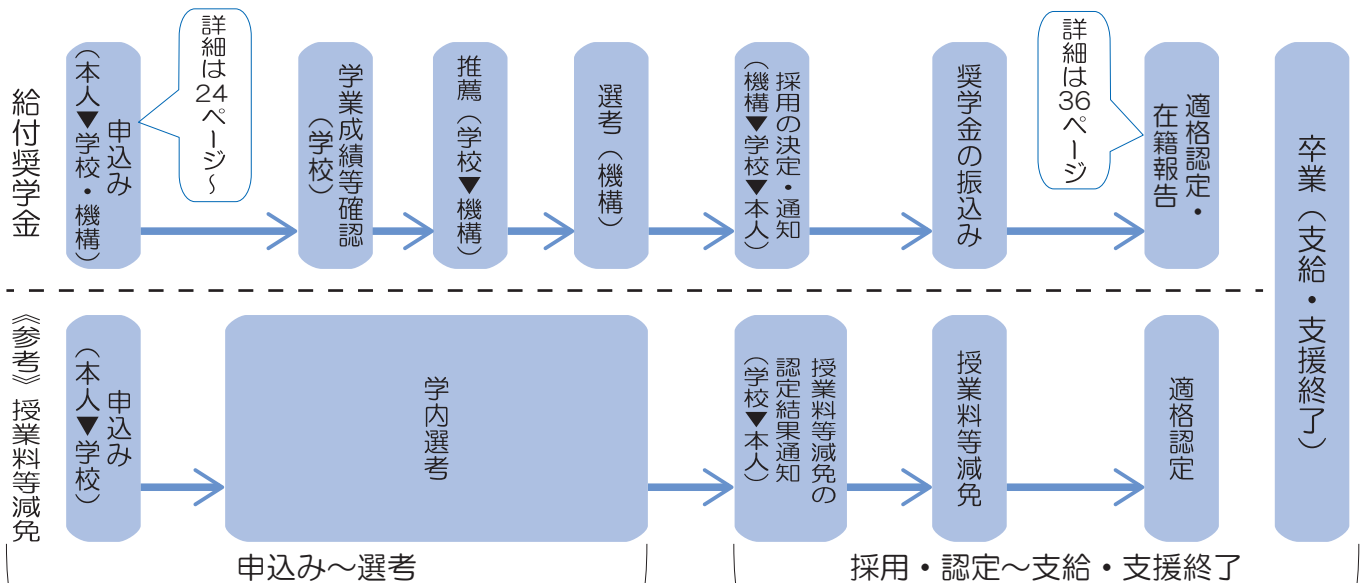 給付奨学金
申込み
（本人▼学校・機構）
詳細は
24ページ～
学業成績等確認
（学校）
推薦（学校▼機構）
選考（機構）
採用の決定・通知
（機構▼学校▼本人）
奨学金の振込み
詳細は
36ページ
適格認定・
在籍報告
卒業（支給・支援終了）
《参考》授業料等減免
申込み
（本人▼学校）
学内選考
授業料等減免の
認定結果通知
（学校▼本人）
授業料等減免
適格認定
申込み～選考
採用・認定～支給・支援終了